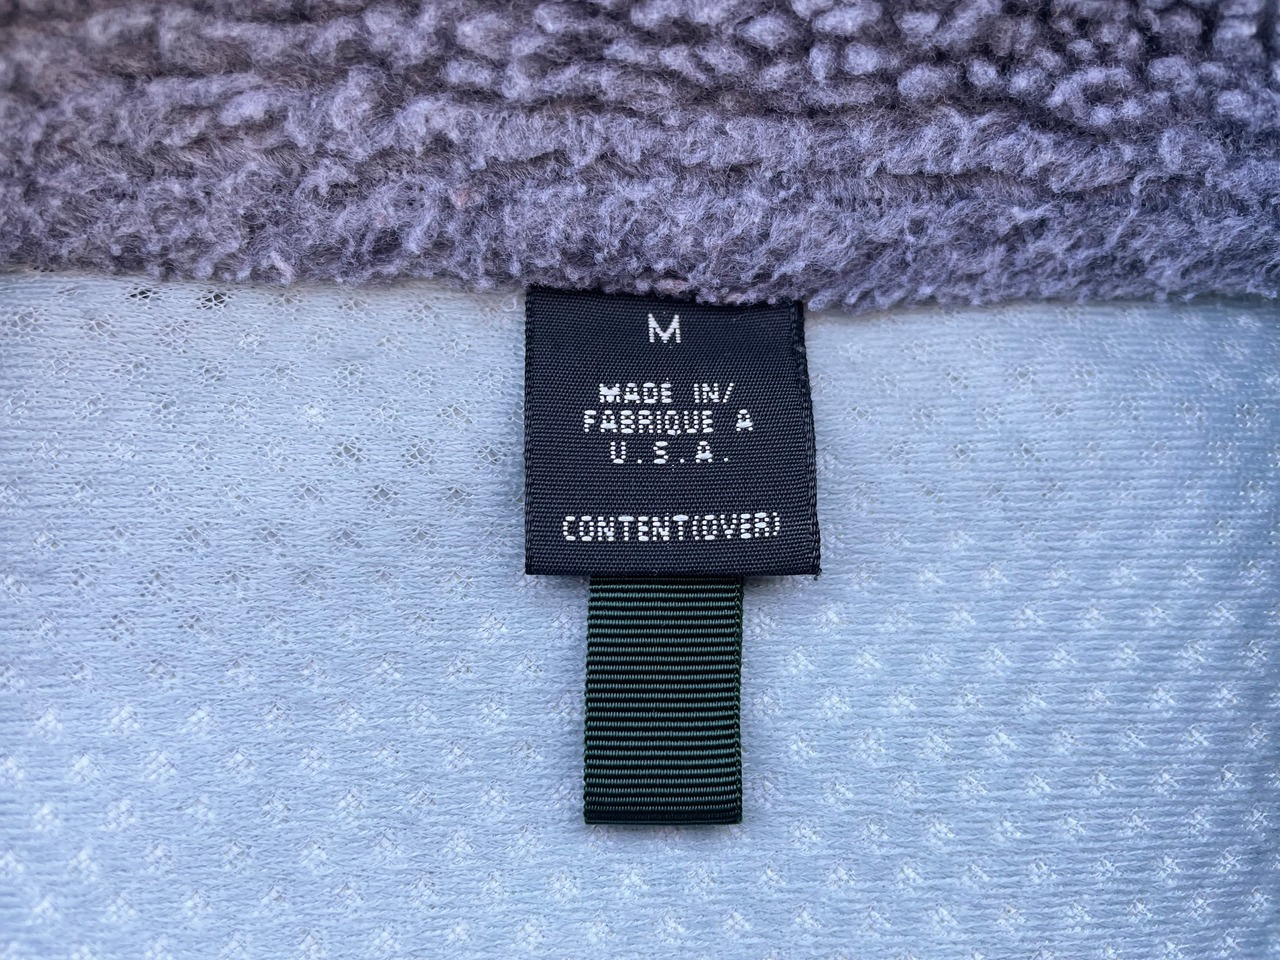 M
MADE IN/
FABRIQUE A
U.S.A.
CONTENT(OVER)